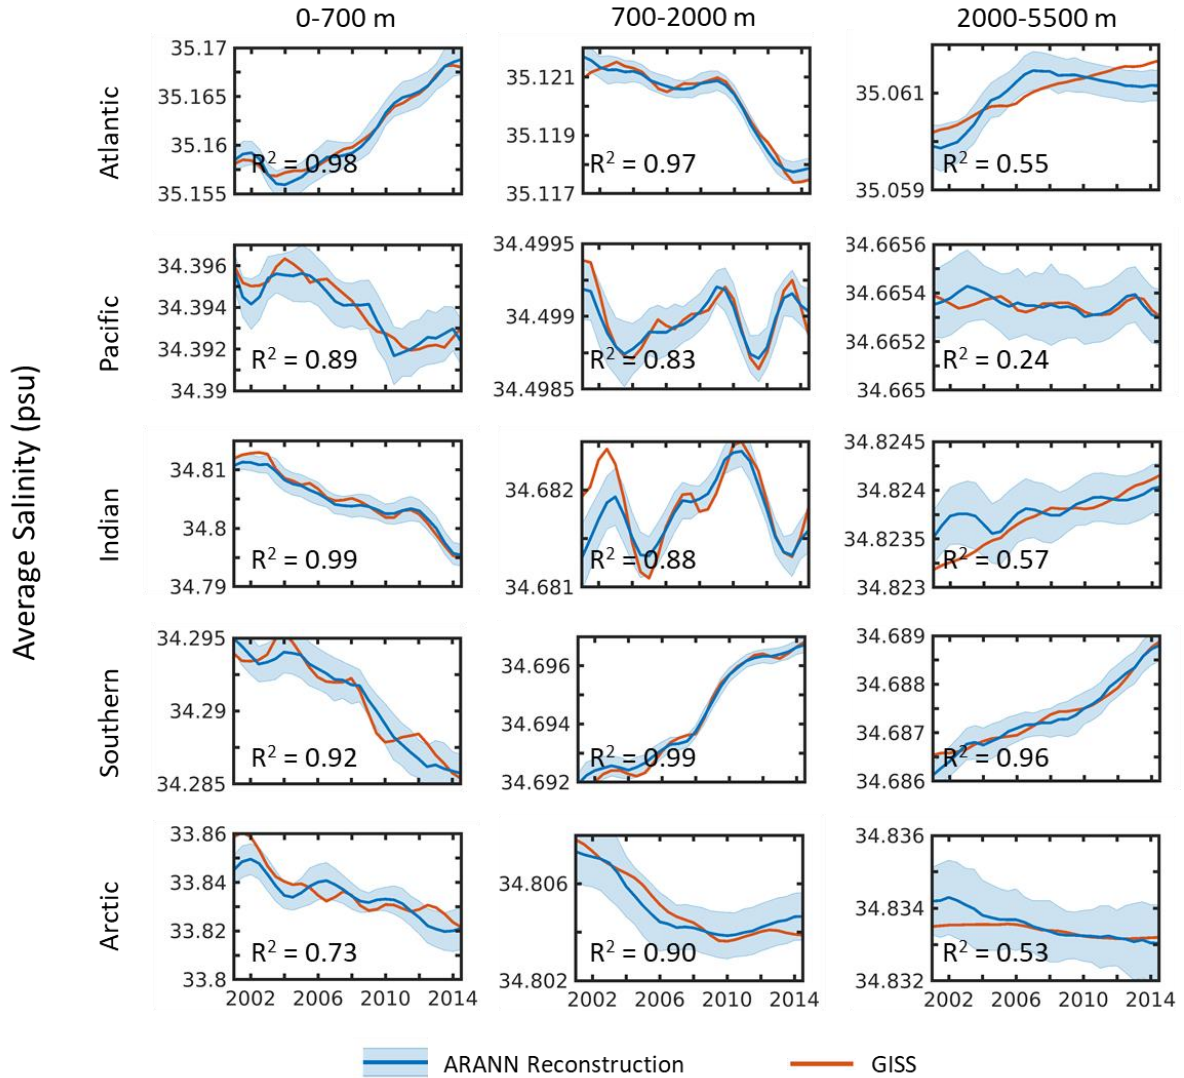 0-700 m 700-2000 m 2000-5500 m
Average Salinity (psu)
Atlantic
35.17
35.165
35.16
35.155
R² = 0.98
35.121
35.119
35.117
R² = 0.97
35.061
35.059
R² = 0.55
Pacific
34.396
34.394
34.392
34.39
R² = 0.89
34.4995
34.499
34.4985
R² = 0.83
34.6656
34.6654
34.6652
34.665
R² = 0.24
Indian
34.81
34.8
34.79
R² = 0.99
34.682
34.681
R² = 0.88
34.8245
34.824
34.8235
34.823
R² = 0.57
Southern
34.295
34.29
34.285
R² = 0.92
34.696
34.694
34.692
R² = 0.99
34.689
34.688
34.687
34.686
R² = 0.96
Arctic
33.86
33.84
33.82
33.8
R² = 0.73
34.806
34.802
R² = 0.90
34.836
34.834
34.832
R² = 0.53
2002 2006 2010 2014 2002 2006 2010 2014 2002 2006 2010 2014
ARANN Reconstruction GISS